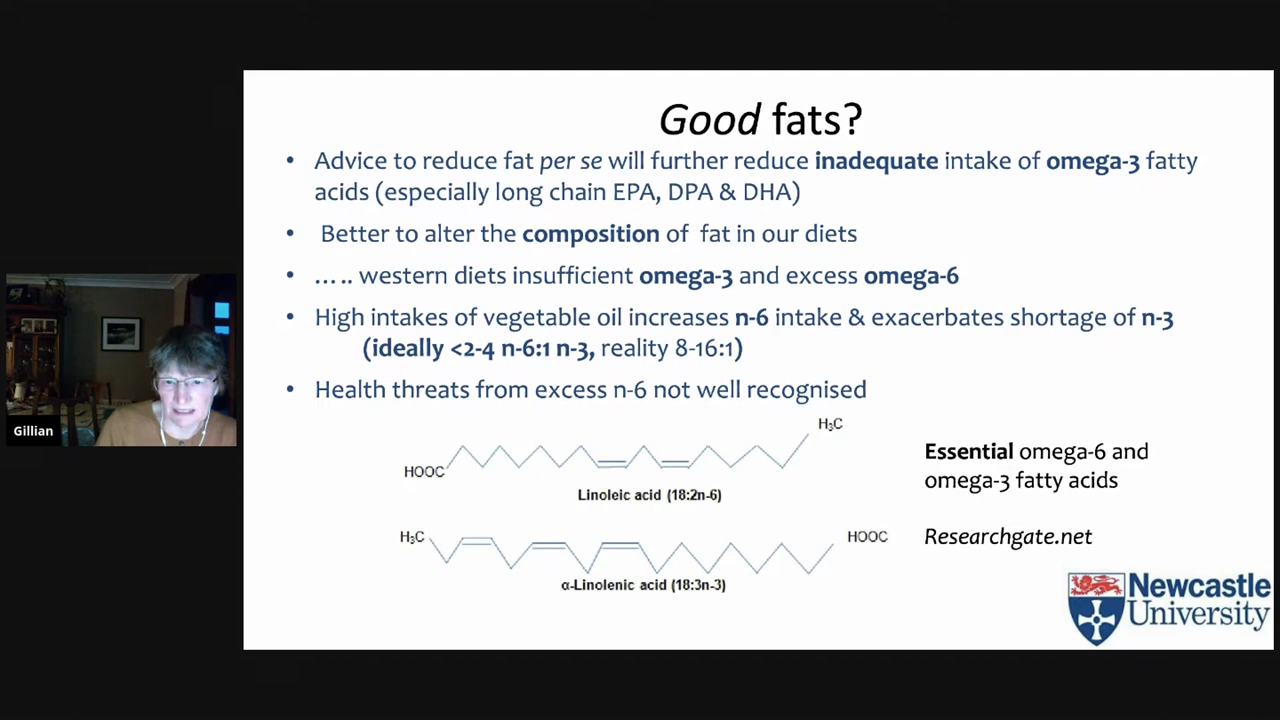 Good fats?
• Advice to reduce fat per se will further reduce inadequate intake of omega-3 fatty
acids (especially long chain EPA, DPA & DHA)
• Better to alter the composition of fat in our diets
• ….. western diets insufficient omega-3 and excess omega-6
• High intakes of vegetable oil increases n-6 intake & exacerbates shortage of n-3
(ideally <2-4 n-6:1 n-3, reality 8-16:1)
• Health threats from excess n-6 not well recognised
Gillian
H₃C
HOOC
Linoleic acid (18:2n-6)
Essential omega-6 and
omega-3 fatty acids
H₃C
HOOC
α-Linolenic acid (18:3n-3)
Researchgate.net
Newcastle
University